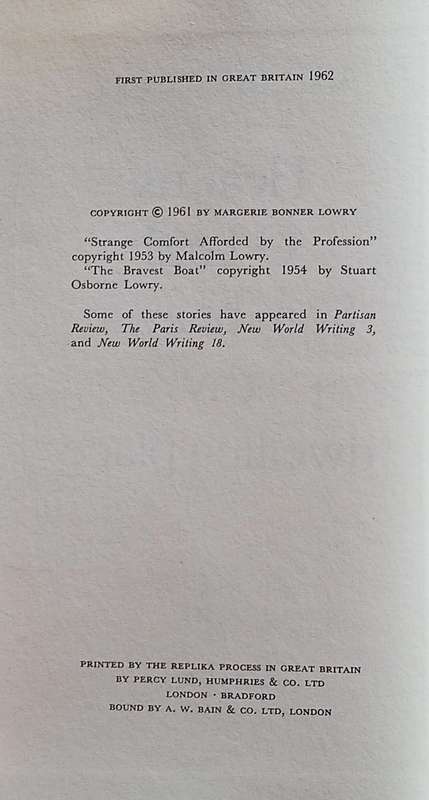 FIRST PUBLISHED IN GREAT BRITAIN 1962
COPYRIGHT © 1961 BY MARGERIE BONNER LOWRY
“Strange Comfort Afforded by the Profession”
copyright 1953 by Malcolm Lowry.
“The Bravest Boat” copyright 1954 by Stuart
Osborne Lowry.
Some of these stories have appeared in Partisan
Review, The Paris Review, New World Writing 3,
and New World Writing 18.
PRINTED BY THE REPLIKA PROCESS IN GREAT BRITAIN
BY PERCY LUND, HUMPHRIES & CO. LTD
LONDON · BRADFORD
BOUND BY A. W. BAIN & CO. LTD, LONDON